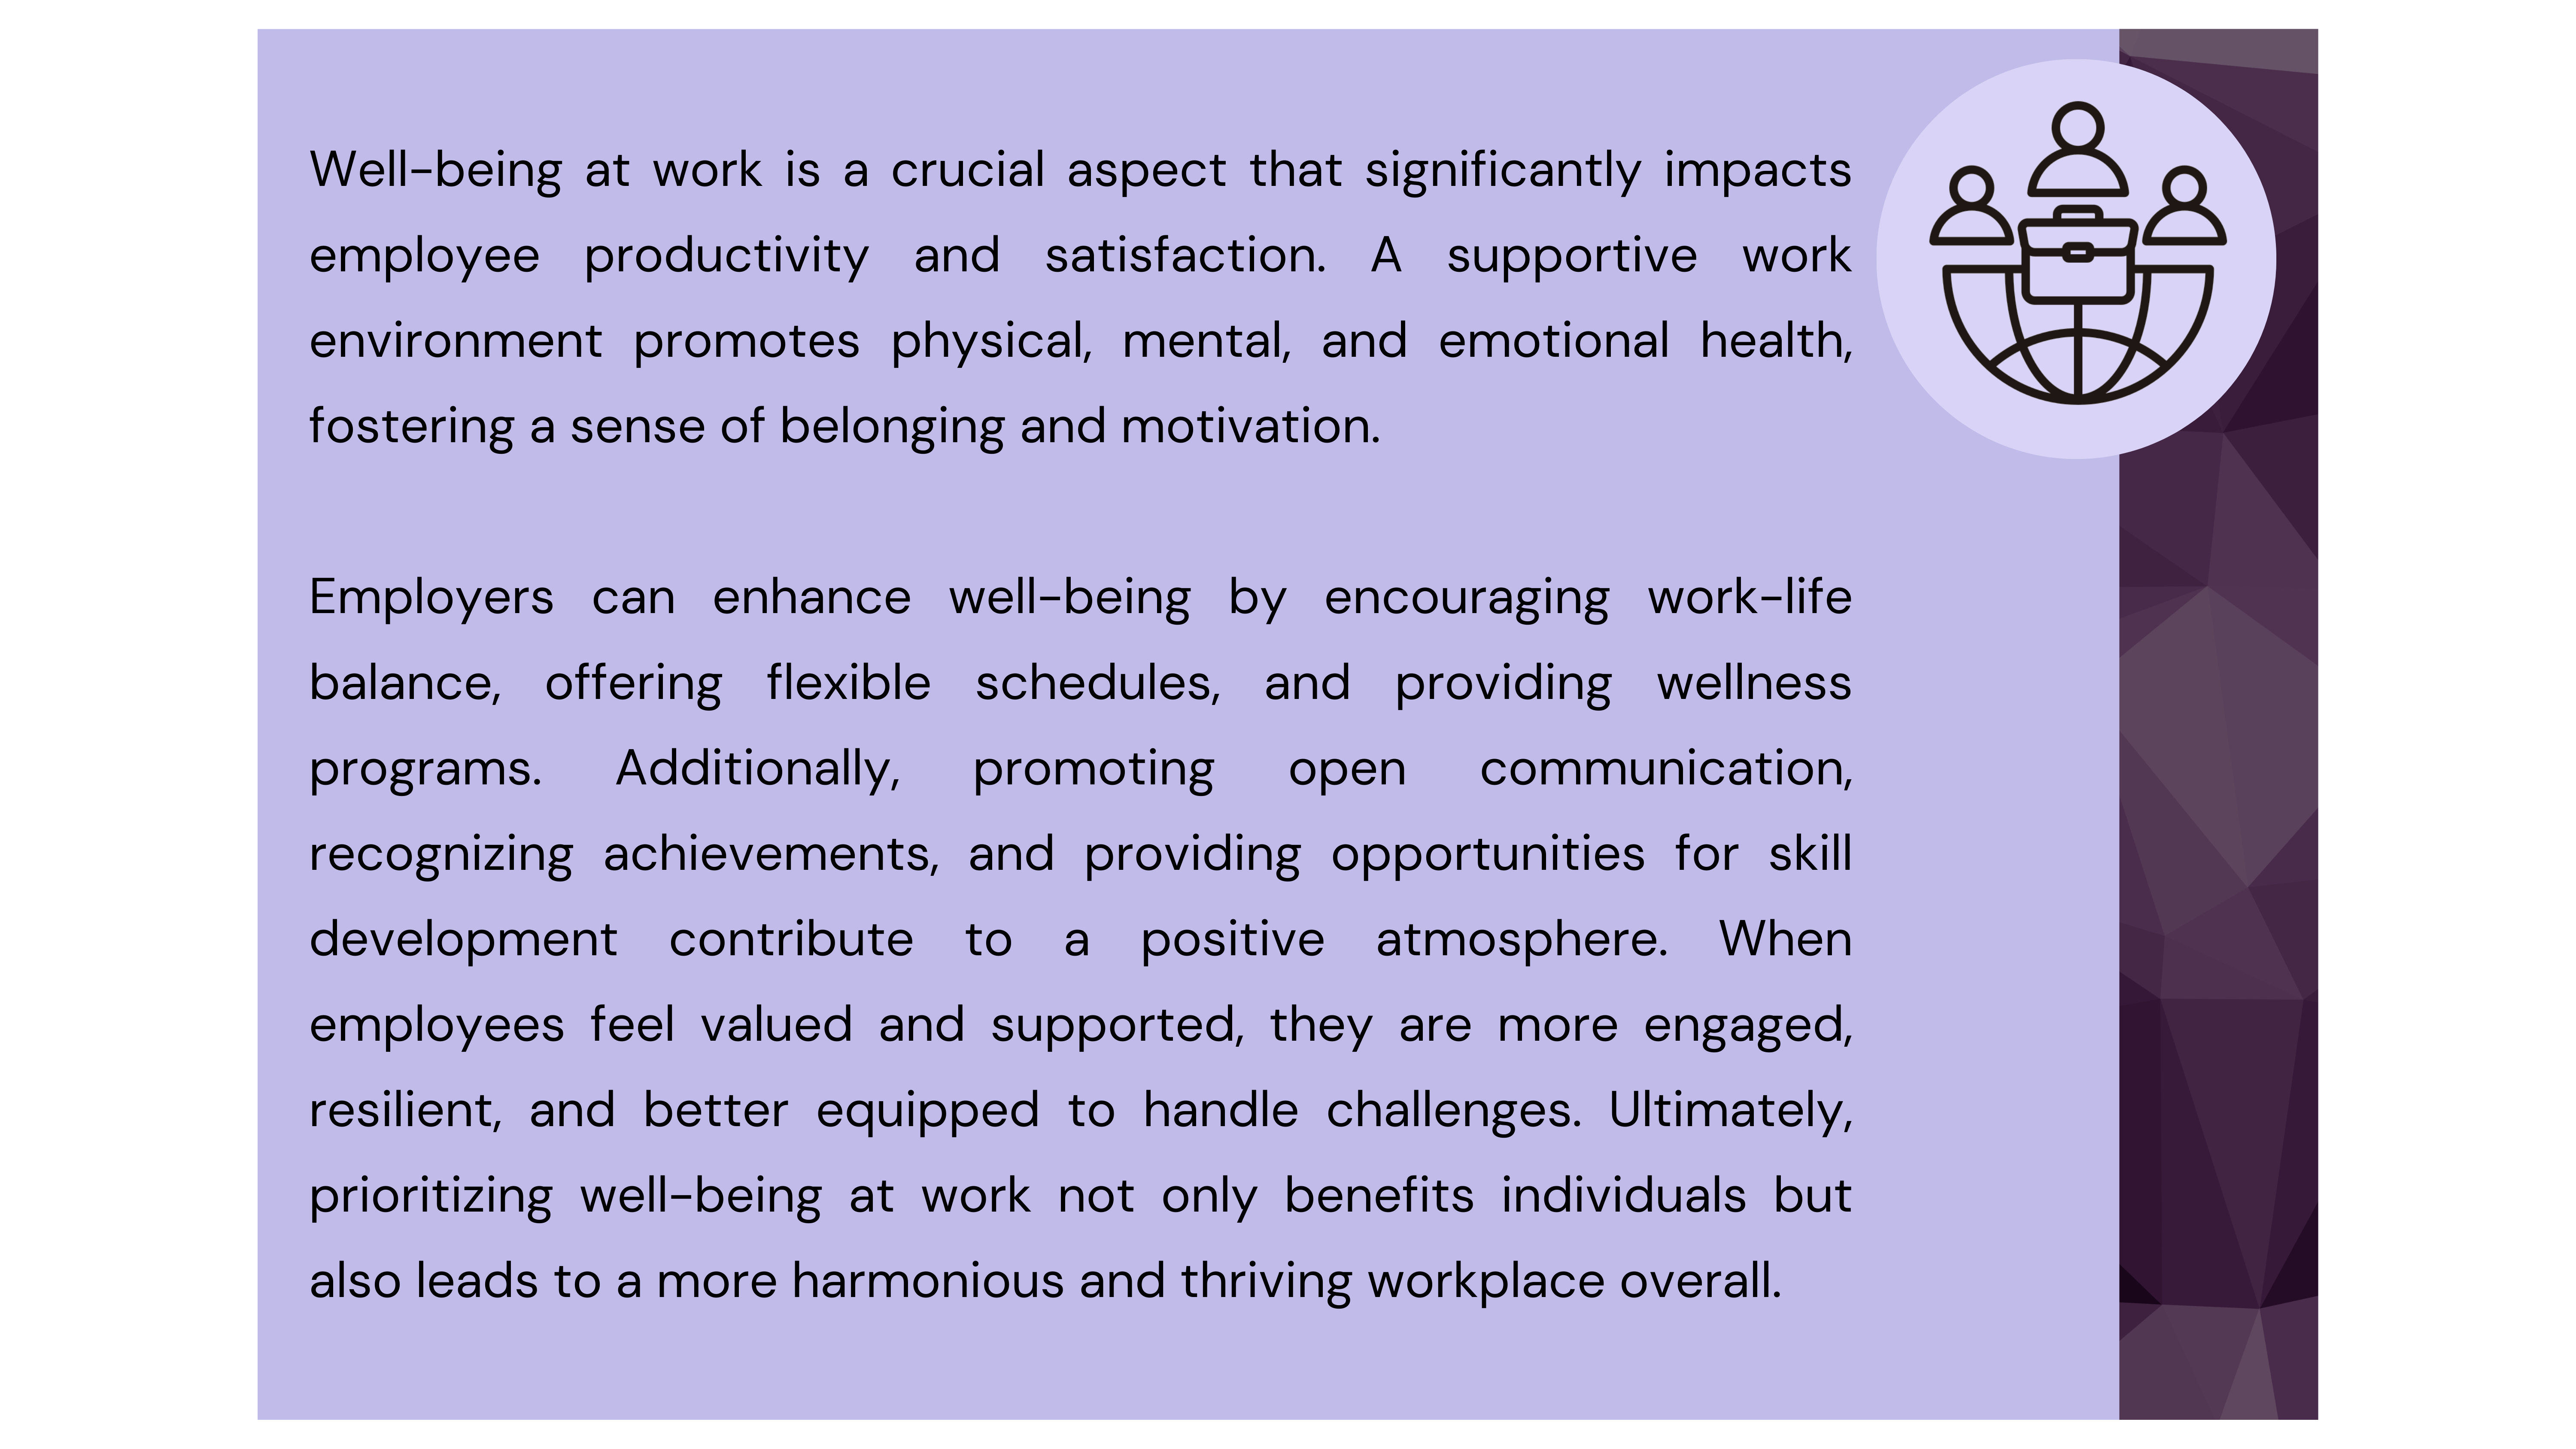 Well-being at work is a crucial aspect that significantly impacts
employee productivity and satisfaction. A supportive work
environment promotes physical, mental, and emotional health,
fostering a sense of belonging and motivation.
Employers can enhance well-being by encouraging work-life
balance, offering flexible schedules, and providing wellness
programs. Additionally, promoting open communication,
recognizing achievements, and providing opportunities for skill
development contribute to a positive atmosphere. When
employees feel valued and supported, they are more engaged,
resilient, and better equipped to handle challenges. Ultimately,
prioritizing well-being at work not only benefits individuals but
also leads to a more harmonious and thriving workplace overall.